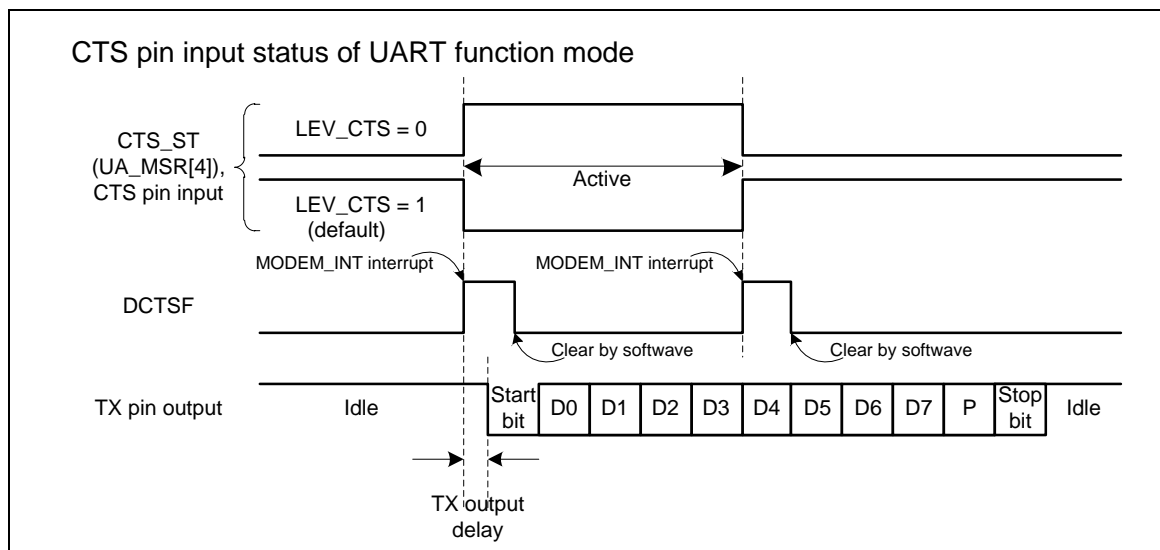 CTS pin input status of UART function mode
CTS_ST
(UA_MSR[4]),
CTS pin input
LEV_CTS = 0
Active
LEV_CTS = 1
(default)
MODEM_INT interrupt
MODEM_INT interrupt
DCTSF
Clear by softwave
Clear by softwave
TX pin output
Idle
Start
bit
D0
D1
D2
D3
D4
D5
D6
D7
P
Stop
bit
Idle
TX output
delay